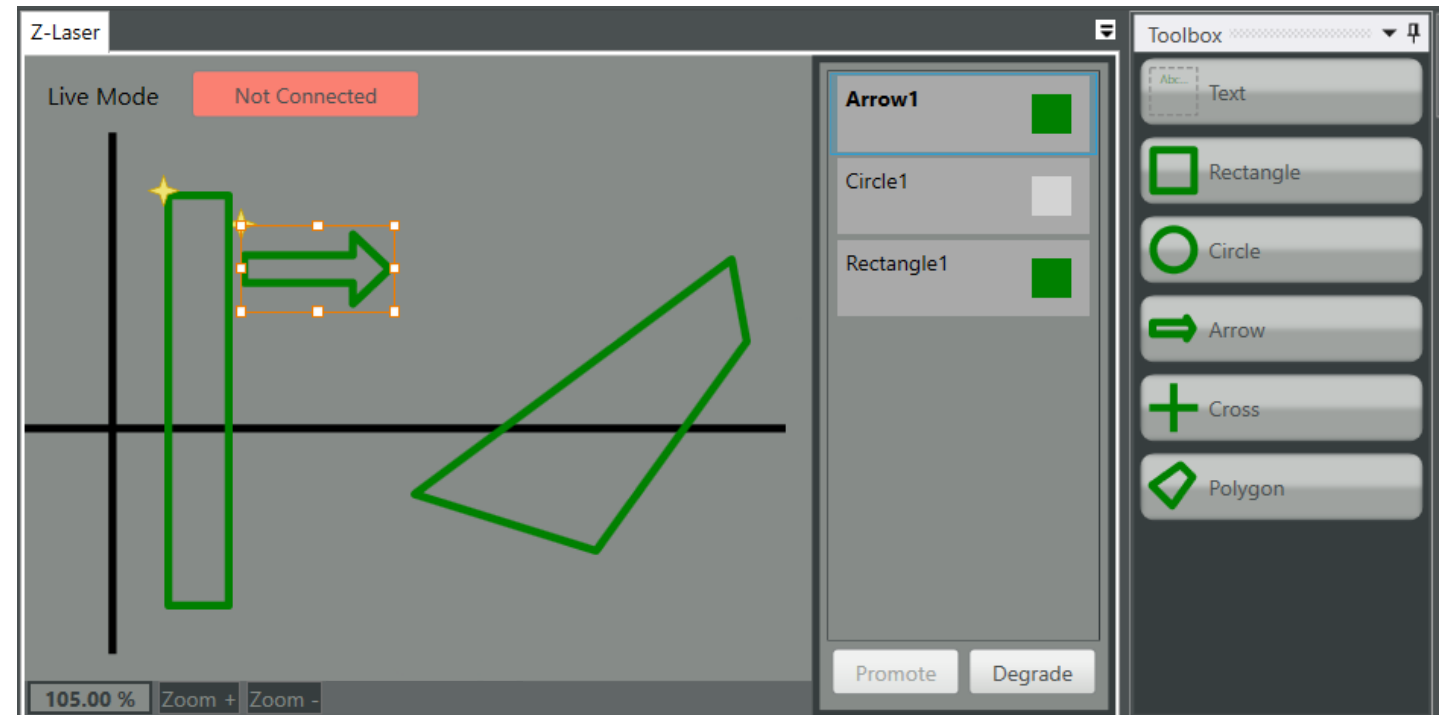 Z-Laser
Live Mode
Not Connected
105.00 %
Zoom +
Zoom -
Arrow1
Circle1
Rectangle1
Promote
Degrade
Toolbox
Abc...
Text
Rectangle
Circle
Arrow
Cross
Polygon